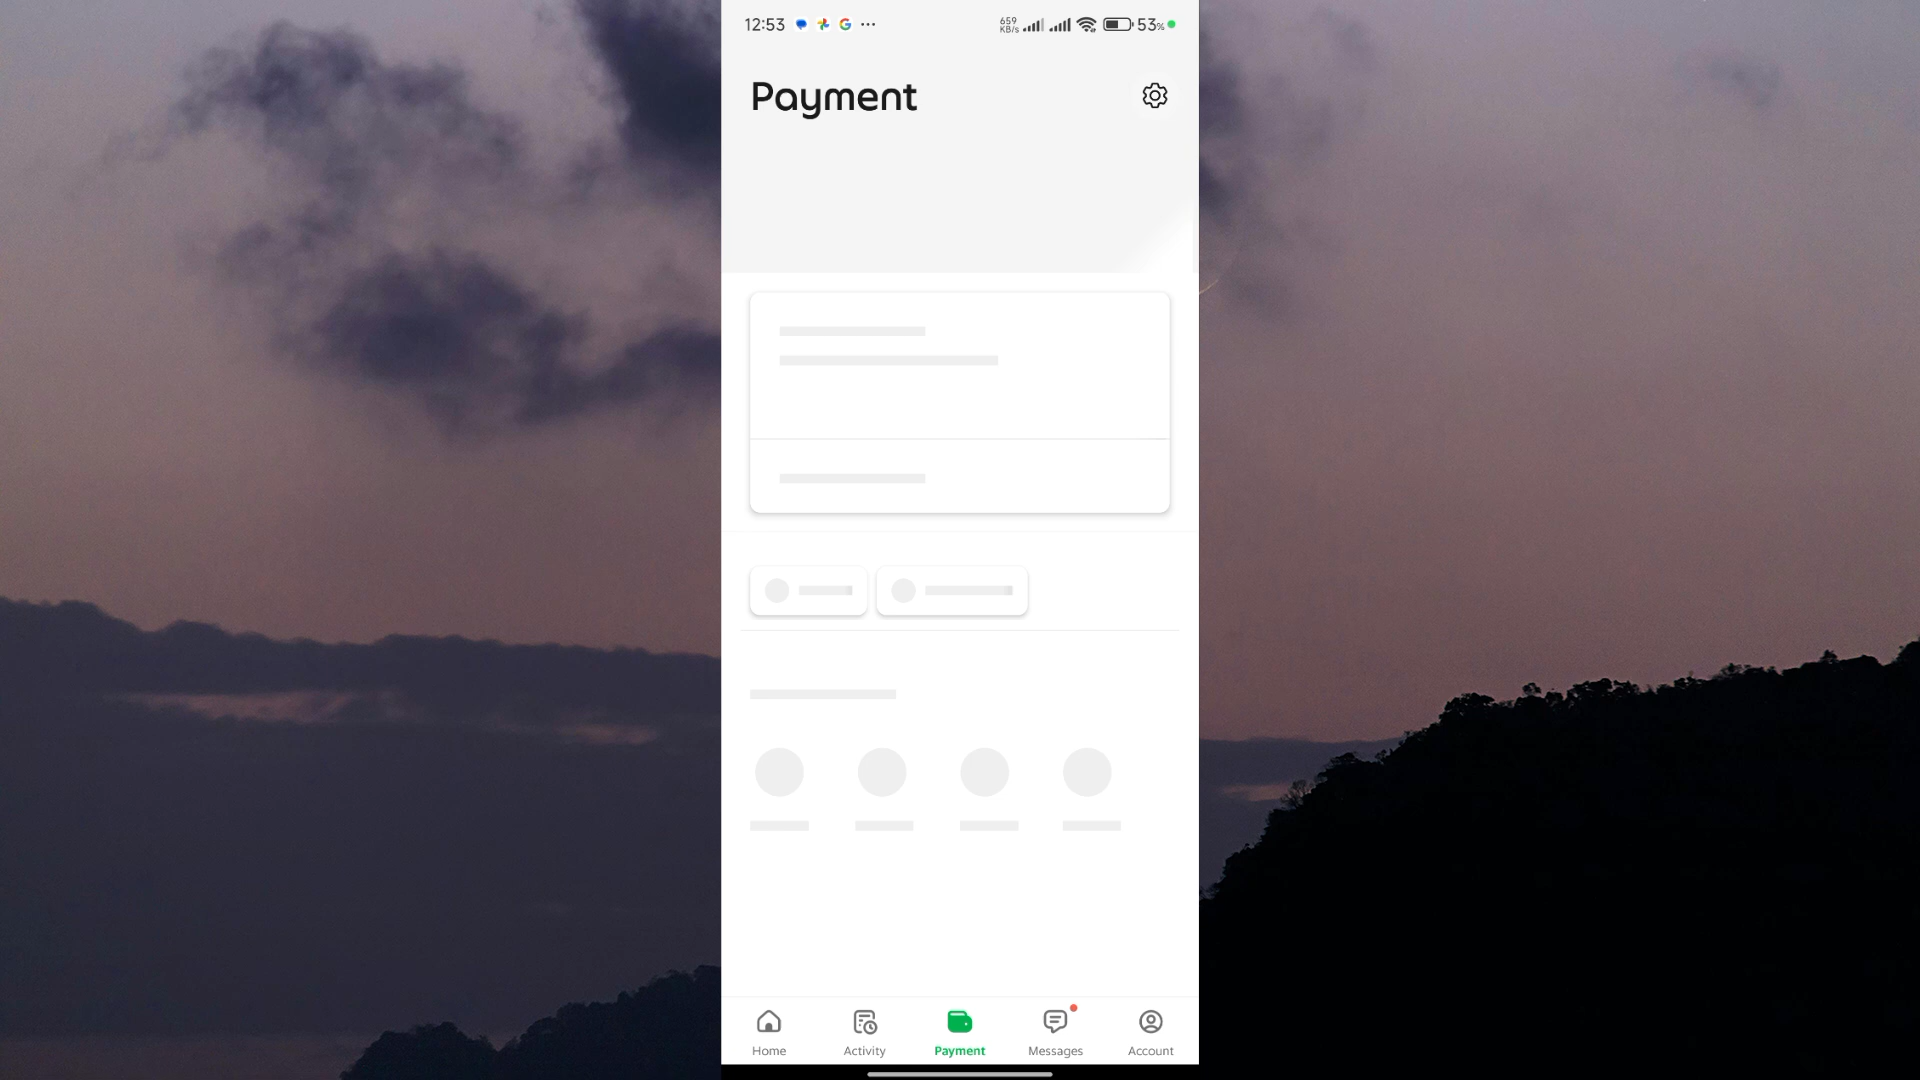 12:53
659
KB/s
53%
Payment
Home
Activity
Payment
Messages
Account